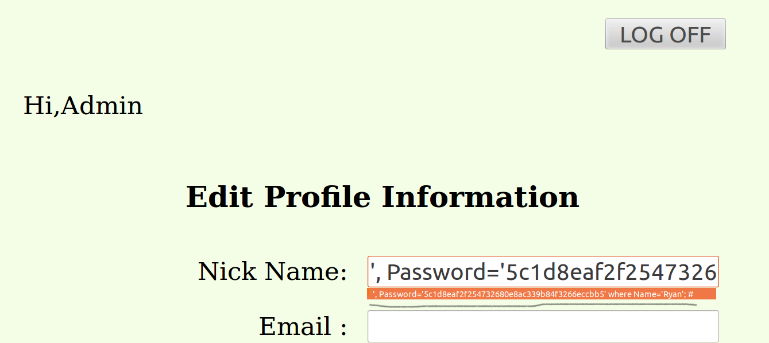 LOG OFF
Hi,Admin
Edit Profile Information
Nick Name:
', Password='5c1d8eaf2f2547326
', Password='5c1d8eaf2f254732680e8ac339b84f3266eccbb5' where Name='Ryan'; #
Email :